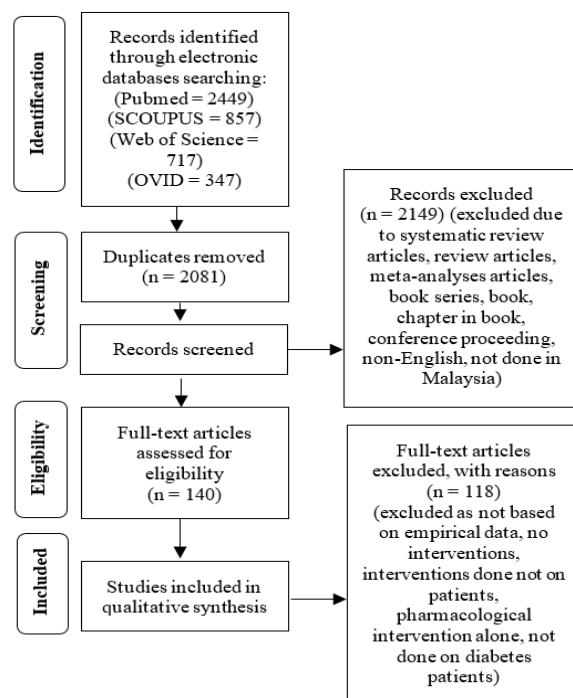 Identification
Records identified
through electronic
databases searching:
(Pubmed = 2449)
(SCOUPUS = 857)
(Web of Science =
717)
(OVID = 347)
Screening
Duplicates removed
(n = 2081)
Records screened
Records excluded
(n = 2149) (excluded due
to systematic review
articles, review articles,
meta-analyses articles,
book series, book,
chapter in book,
conference proceeding,
non-English, not done in
Malaysia)
Eligibility
Full-text articles
assessed for
eligibility
(n = 140)
Full-text articles
excluded, with reasons
(n = 118)
(excluded as not based
on empirical data, no
interventions,
interventions done not on
patients,
pharmacological
intervention alone, not
done on diabetes
patients)
Included
Studies included in
qualitative synthesis